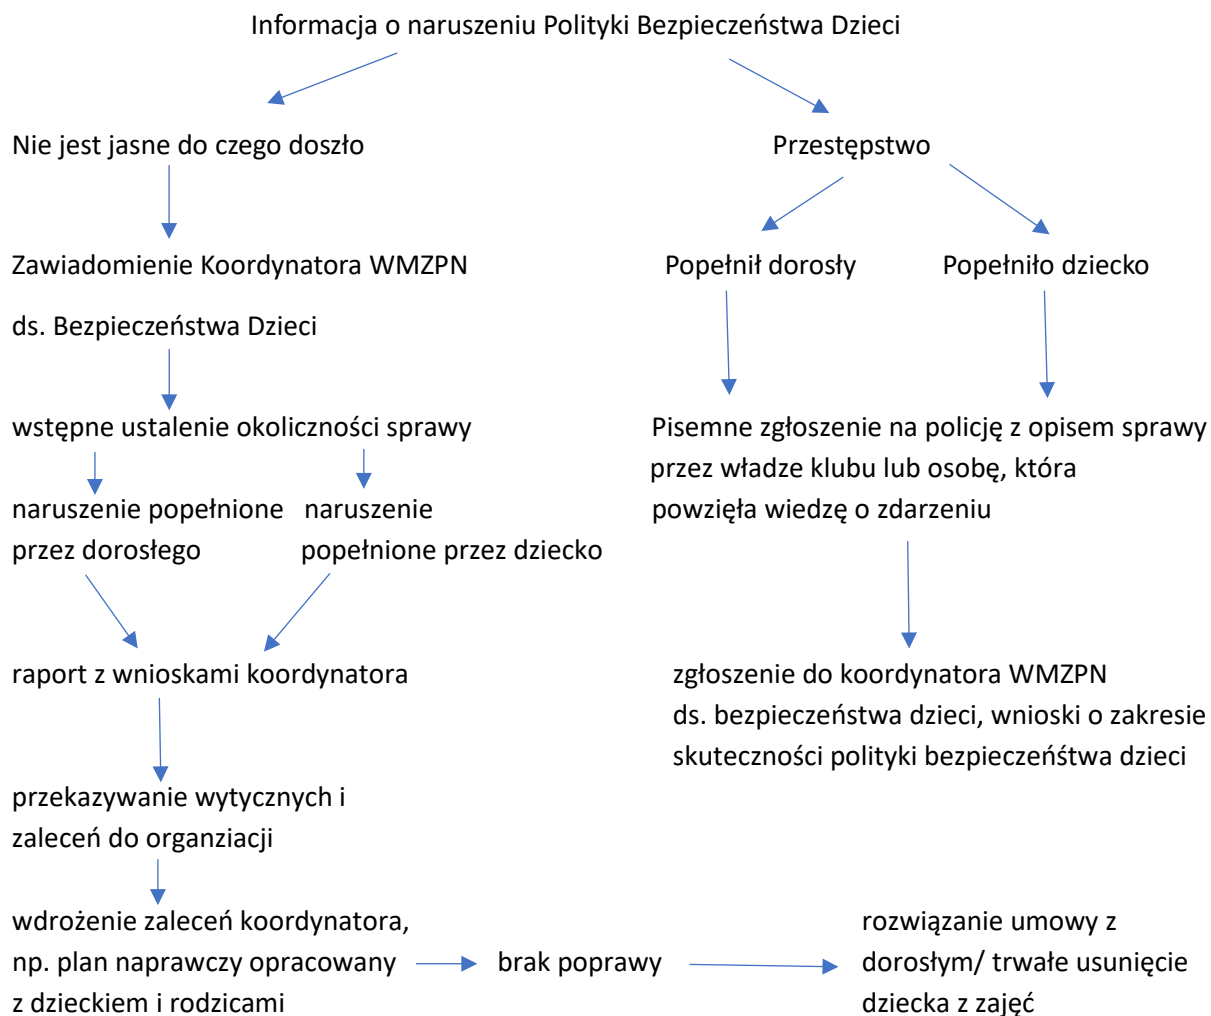 Informacja o naruszeniu Polityki Bezpieczeństwa Dzieci
Nie jest jasne do czego doszło
Przestępstwo
Zawiadomienie Koordynatora WMZPN
ds. Bezpieczeństwa Dzieci
Popełnił dorosły
Popełniło dziecko
wstępne ustalenie okoliczności sprawy
Pisemne zgłoszenie na policję z opisem sprawy
przez władze klubu lub osobę, która
powzięła wiedzę o zdarzeniu
naruszenie popełnione
przez dorosłego
naruszenie
popełnione przez dziecko
raport z wnioskami koordynatora
zgłoszenie do koordynatora WMZPN
ds. bezpieczeństwa dzieci, wnioski o zakresie
skuteczności polityki bezpieczeńśtwa dzieci
przekazywanie wytycznych i
zaleceń do organziacji
wdrożenie zaleceń koordynatora,
np. plan naprawczy opracowany
z dzieckiem i rodzicami
brak poprawy
rozwiązanie umowy z
dorosłym/ trwałe usunięcie
dziecka z zajęć